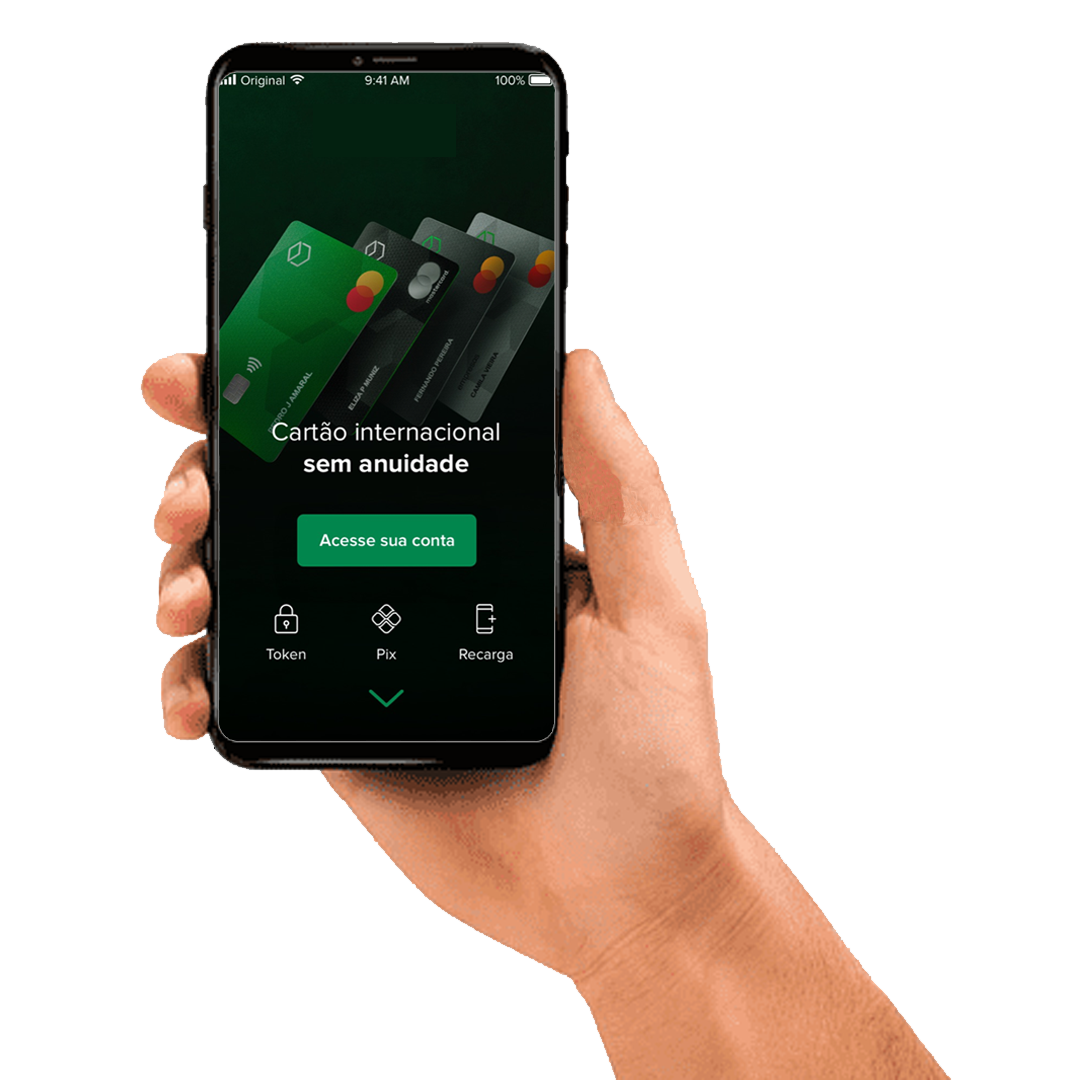 Original
9:41 AM
100%
mastercard
J AMARAL
ELIZA P MUNIZ
FERNANDO PEREIRA
CAMILA VIEIRA
Cartão internacional
sem anuidade
Acesse sua conta
Token
Pix
Recarga